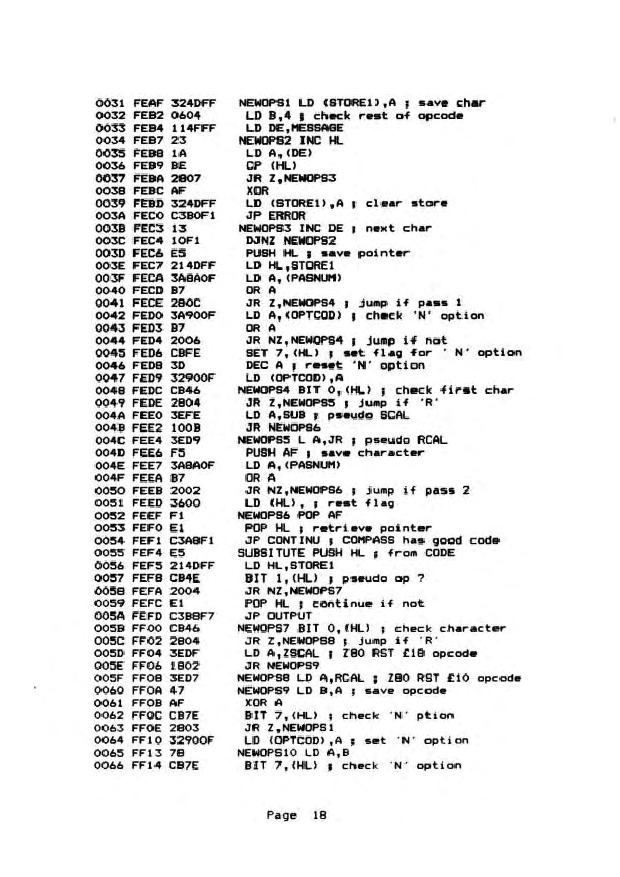 0031 FEAF 324DFF NEWOPS1 LD (STORE1),A ; save char
0032 FEB2 0604 LD B,4 ; check rest of opcode
0033 FEB4 114FFF LD DE,MESSAGE
0034 FEB7 23 NEWOPS2 INC HL
0035 FEB8 1A LD A,(DE)
0036 FEB9 BE CP (HL)
0037 FEBA 2807 JR Z,NEWOPS3
0038 FEBC AF XOR
0039 FEBD 324DFF LD (STORE1),A ; clear store
003A FEC0 C3B0F1 JP ERROR
003B FEC3 13 NEWOPS3 INC DE ; next char
003C FEC4 10F1 DJNZ NEWOPS2
003D FEC6 E5 PUSH HL ; save pointer
003E FEC7 214DFF LD HL,STORE1
003F FECA 3A8A0F LD A,(PASNUM)
0040 FECD B7 OR A
0041 FECE 280C JR Z,NEWOPS4 ; jump if pass 1
0042 FED0 3A900F LD A,(OPTCOD) ; check 'N' option
0043 FED3 B7 OR A
0044 FED4 2006 JR NZ,NEWOPS4 ; jump if not
0045 FED6 CBFE SET 7,(HL) ; set flag for ' N' option
0046 FED8 3D DEC A ; reset 'N' option
0047 FED9 32900F LD (OPTCOD),A
0048 FEDC CB46 NEWOPS4 BIT 0,(HL) ; check first char
0049 FEDE 2804 JR Z,NEWOPS5 ; jump if 'R'
004A FEE0 3EFE LD A,SUB ; pseudo SCAL
004B FEE2 100B JR NEWOPS6
004C FEE4 3ED9 NEWOPS5 L A,JR ; pseudo RCAL
004D FEE6 F5 PUSH AF ; save character
004E FEE7 3A8A0F LD A,(PASNUM)
004F FEEA B7 OR A
0050 FEEB 2002 JR NZ,NEWOPS6 ; jump if pass 2
0051 FEED 3600 LD (HL), ; rest flag
0052 FEEF F1 NEWOPS6 POP AF
0053 FEF0 E1 POP HL ; retrieve pointer
0054 FEF1 C3A8F1 JP CONTINU ; COMPASS has good code
0055 FEF4 E5 SUBSITUTE PUSH HL ; from CODE
0056 FEF5 214DFF LD HL,STORE1
0057 FEF8 CB4E BIT 1,(HL) ; pseudo op ?
0058 FEFA 2004 JR NZ,NEWOPS7
0059 FEFC E1 POP HL ; continue if not
005A FEFD C3B8F7 JP OUTPUT
005B FF00 CB46 NEWOPS7 BIT 0,(HL) ; check character
005C FF02 2804 JR Z,NEWOPS8 ; jump if 'R'
005D FF04 3EDF LD A,ZSCAL ; Z80 RST £18 opcode
005E FF06 1802 JR NEWOPS9
005F FF08 3ED7 NEWOPS8 LD A,RCAL ; Z80 RST £10 opcode
0060 FF0A 47 NEWOPS9 LD B,A ; save opcode
0061 FF0B AF XOR A
0062 FF0C CB7E BIT 7,(HL) ; check 'N' ption
0063 FF0E 2803 JR Z,NEWOPS1
0064 FF10 32900F LD (OPTCOD),A ; set 'N' option
0065 FF13 78 NEWOPS10 LD A,B
0066 FF14 CB7E BIT 7,(HL) ; check 'N' option
Page 18